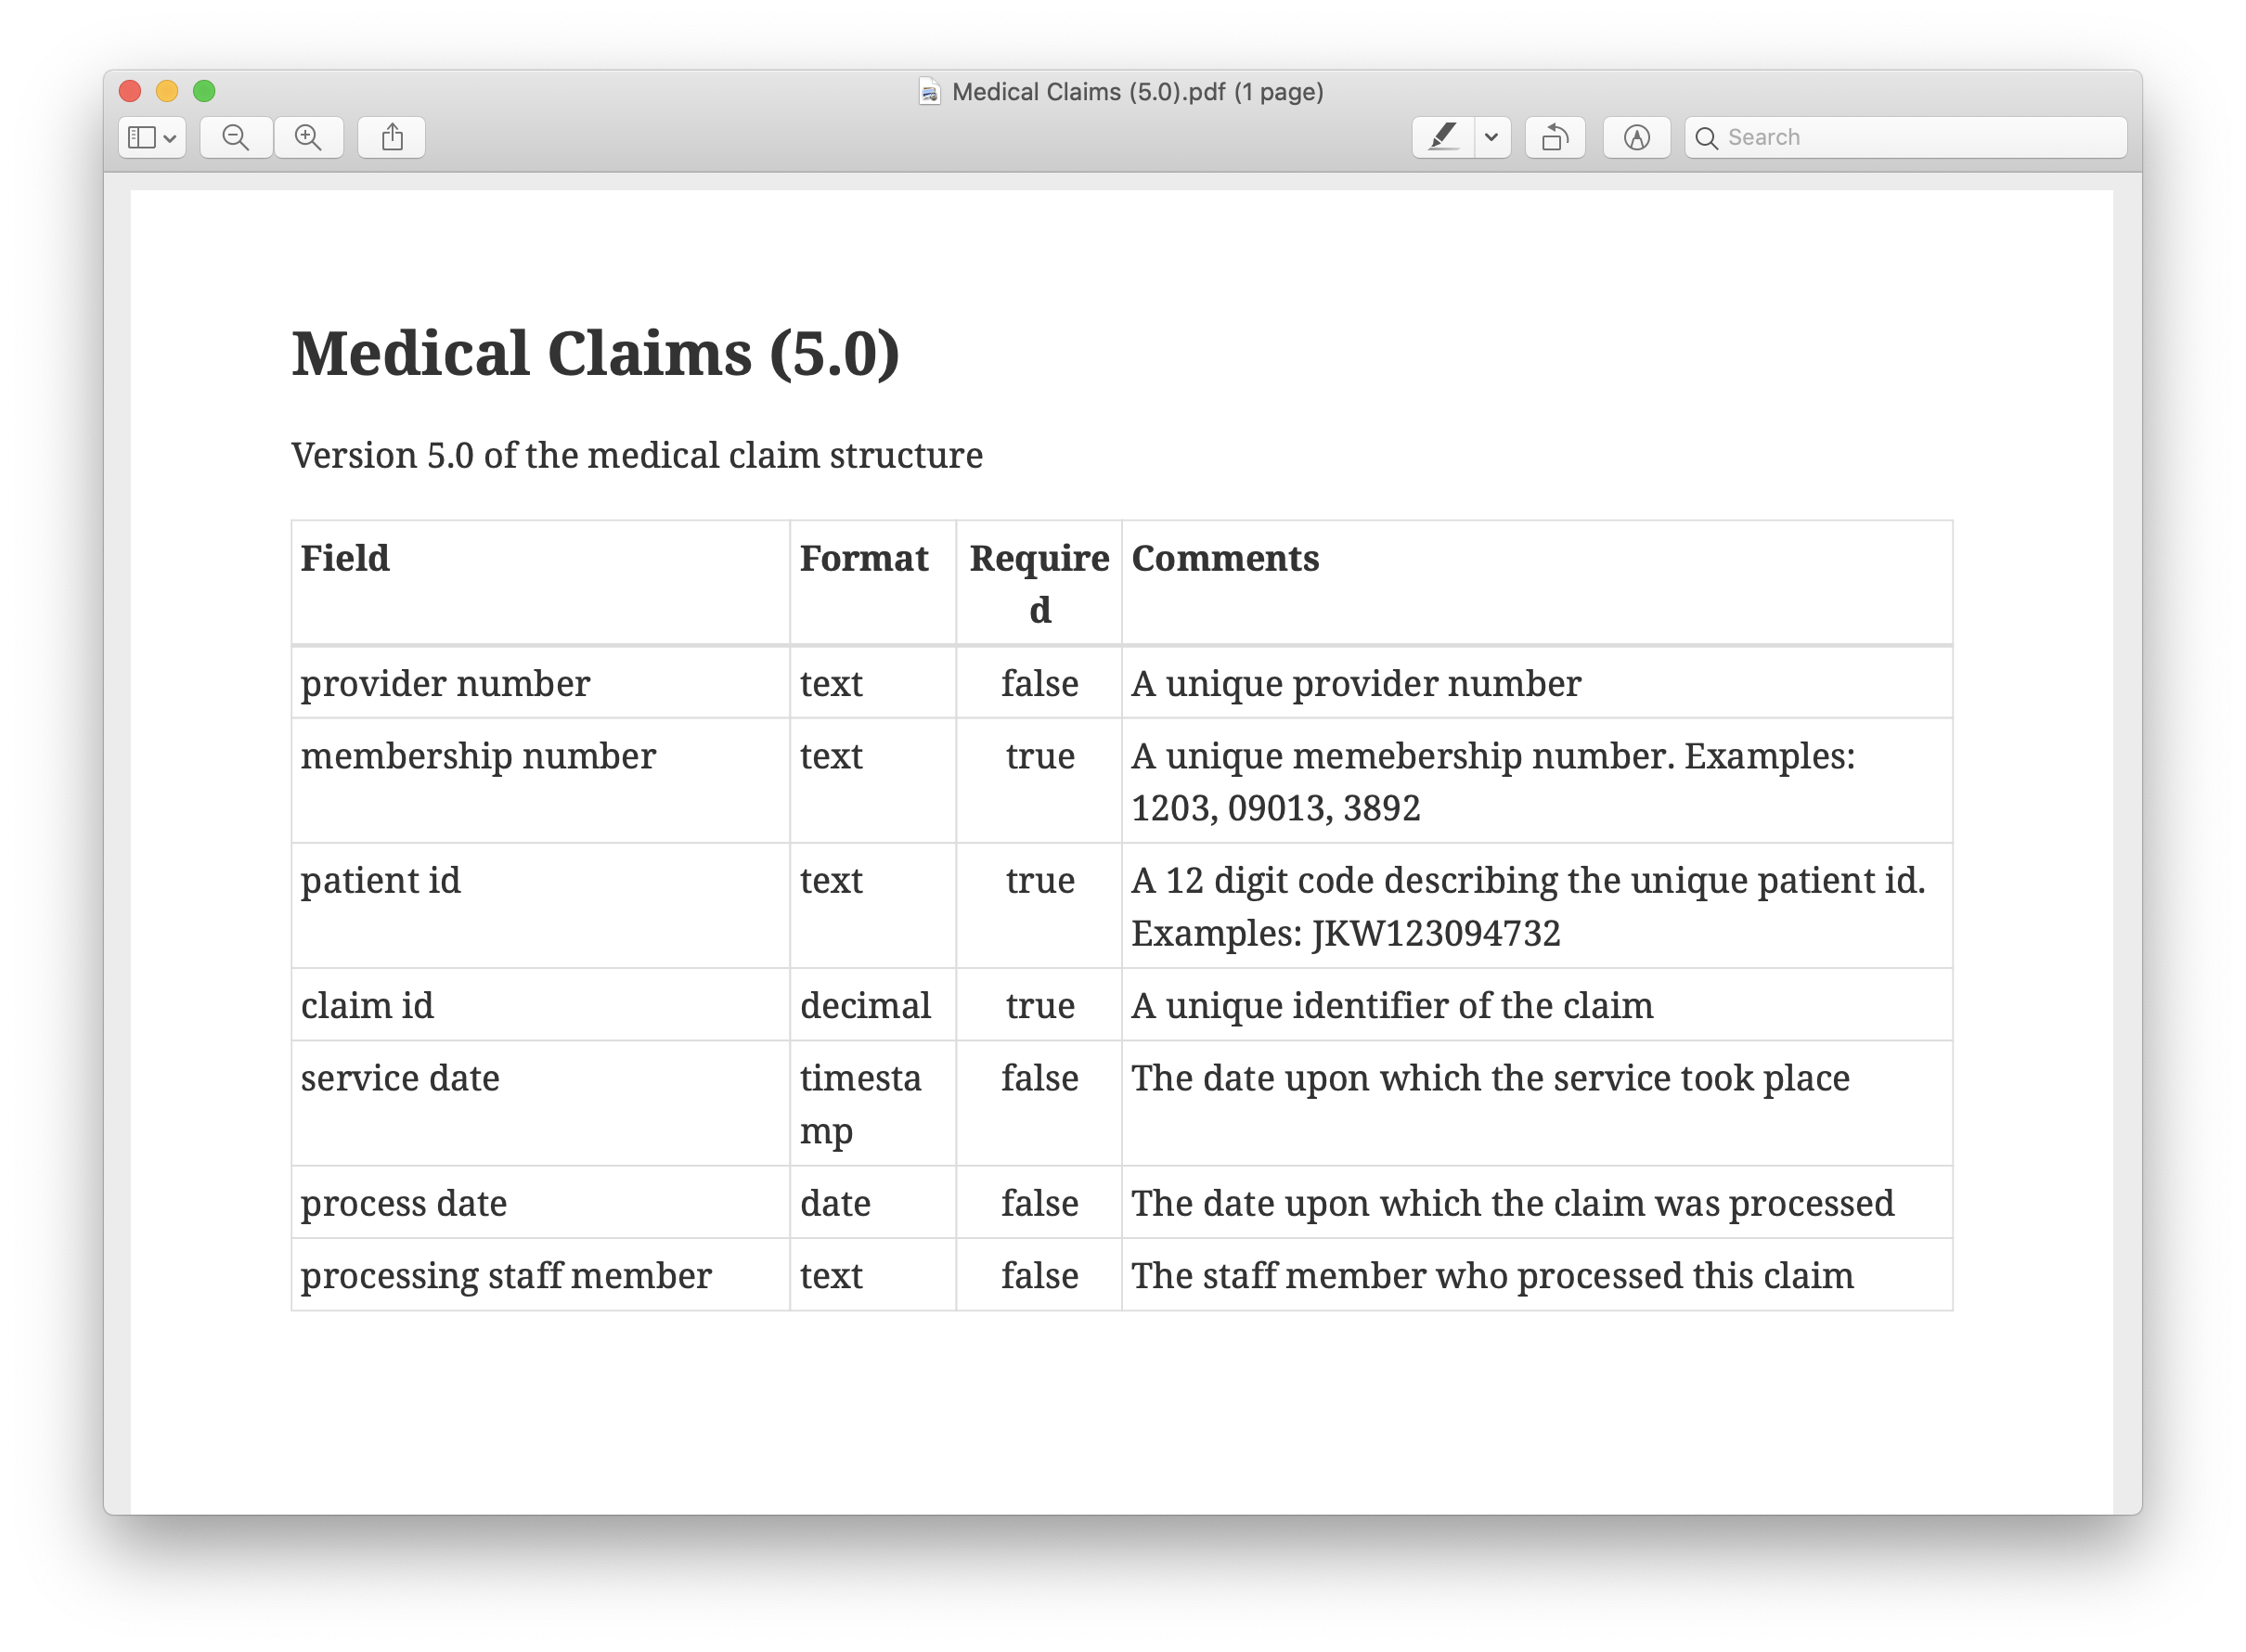 Medical Claims (5.0).pdf (1 page)
Search
Medical Claims (5.0)
Version 5.0 of the medical claim structure
Field Format Require Comments
d
provider number text false A unique provider number
membership number text true A unique memebership number. Examples:
1203, 09013, 3892
patient id text true A 12 digit code describing the unique patient id.
Examples: JKW123094732
claim id decimal true A unique identifier of the claim
service date timesta false The date upon which the service took place
mp
process date date false The date upon which the claim was processed
processing staff member text false The staff member who processed this claim